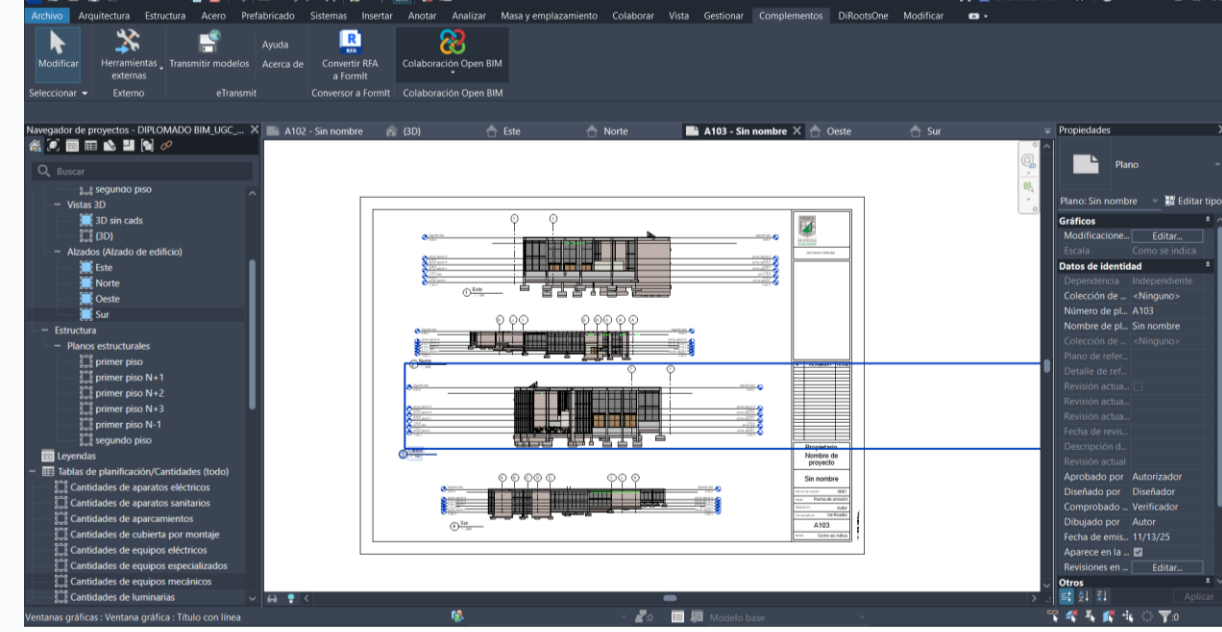 Archivo Arquitectura Estructura Acero Prefabricado Sistemas Insertar Anotar Analizar Masa y emplazamiento Colaborar Vista Gestionar Complementos DiRootsOne Modificar
Modificar
Herramientas externas
Transmitir modelos
Ayuda
Acerca de
R
RFA
Convertir RFA a FormIt
Colaboración Open BIM
Seleccionar Externo eTransmit Conversor a FormIt Colaboración Open BIM
Navegador de proyectos - DIPLOMADO BIM_UGC_...
A102 - Sin nombre {3D} Este Norte A103 - Sin nombre Oeste Sur
Buscar
segundo piso
Vistas 3D
3D sin cads
{3D}
Alzados (Alzado de edificio)
Este
Norte
Oeste
Sur
Estructura
Planos estructurales
primer piso
primer piso N+1
primer piso N+2
primer piso N+3
primer piso N-1
segundo piso
Leyendas
Tablas de planificación/Cantidades (todo)
Cantidades de aparatos eléctricos
Cantidades de aparatos sanitarios
Cantidades de aparcamientos
Cantidades de cubierta por montaje
Cantidades de equipos eléctricos
Cantidades de equipos especializados
Cantidades de equipos mecánicos
Cantidades de luminarias
Este
Norte
Sur
Propietario
Nombre de proyecto
Sin nombre
Fecha de emisión
Autor
Verificador
A103
Como se indica
Propiedades
Plano
Plano: Sin nombre Editar tipo
Gráficos
Modificacione... Editar...
Escala Como se indica
Datos de identidad
Dependencia Independiente
Colección de ... <Ninguno>
Número de pl... A103
Nombre de pl... Sin nombre
Colección de ... <Ninguno>
Plano de refer...
Detalle de ref...
Revisión actua...
Revisión actua...
Revisión actua...
Fecha de revis...
Descripción d...
Revisión actual
Aprobado por Autorizador
Diseñado por Diseñador
Comprobado ... Verificador
Dibujado por Autor
Fecha de emis... 11/13/25
Aparece en la ...
Revisiones en ... Editar...
Otros
Aplicar
Ventanas gráficas : Ventana gráfica : Título con línea
:0
Modelo base
:0